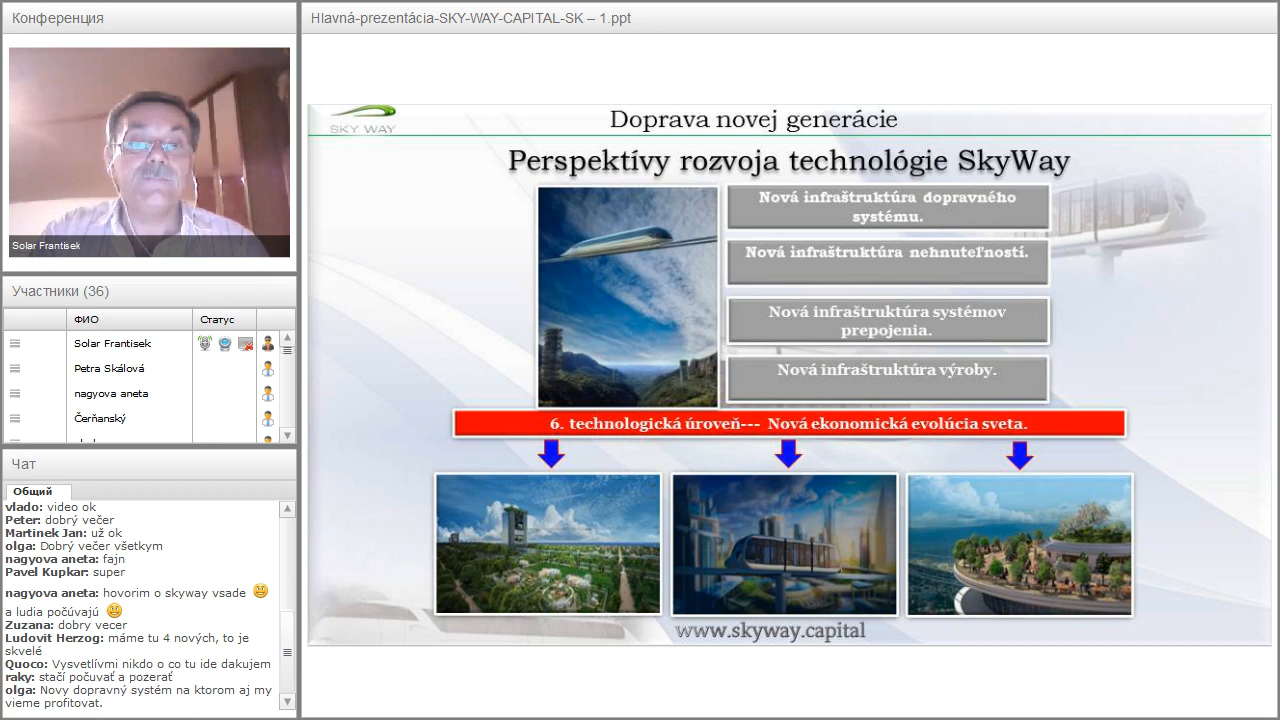 Конференция
Solar Frantisek
Участники (36)
ФИО
Статус
Solar Frantisek
Petra Skálová
nagyova aneta
Čerňanský
Чат
Общий
vlado: video ok
Peter: dobrý večer
Martinek Jan: už ok
olga: Dobrý večer všetkym
nagyova aneta: fajn
Pavel Kupkar: super
nagyova aneta: hovorim o skyway vsade
a ludia počúvajú
Zuzana: dobry vecer
Ludovit Herzog: máme tu 4 nových, to je
skvelé
Quoco: Vysvetlívmi nikdo o co tu ide dakujem
raky: stačí počuvať a pozerať
olga: Novy dopravný systém na ktorom aj my
vieme profitovat.
Hlavná-prezentácia-SKY-WAY-CAPITAL-SK – 1.ppt
SKY WAY
Doprava novej generácie
Perspektívy rozvoja technológie SkyWay
Nová infraštruktúra dopravného
systému.
Nová infraštruktúra nehnuteľností.
Nová infraštruktúra systémov
prepojenia.
Nová infraštruktúra výroby.
6. technologická úroveň--- Nová ekonomická evolúcia sveta.
www.skyway.capital